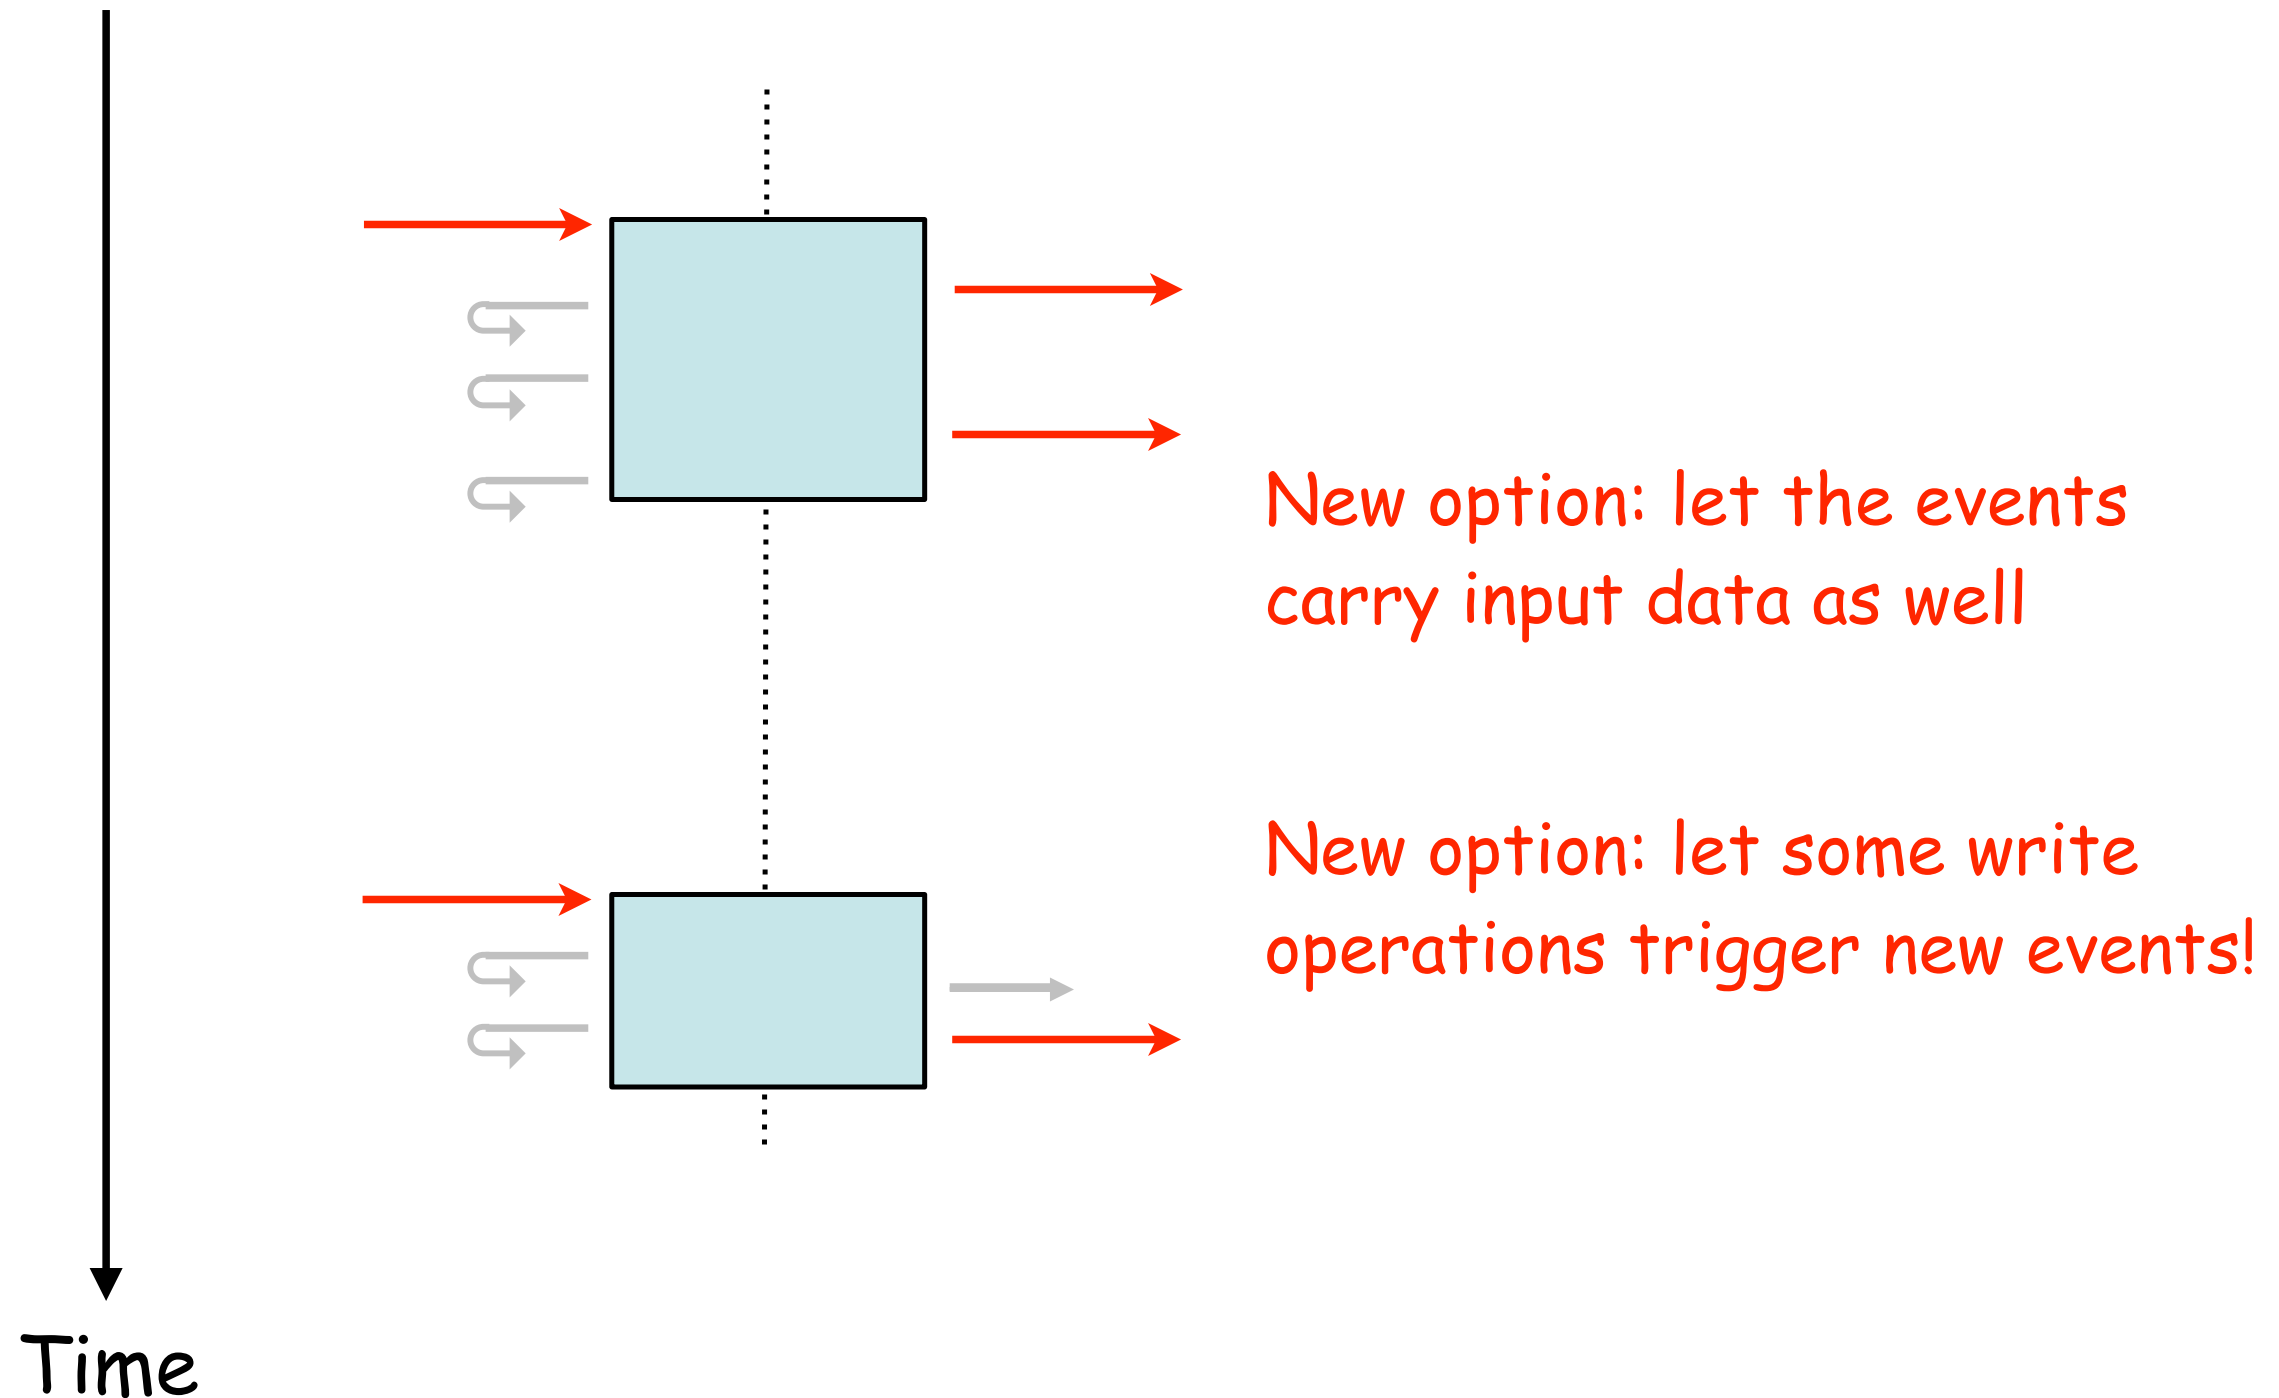 New option: let the events
carry input data as well
New option: let some write
operations trigger new events!
Time